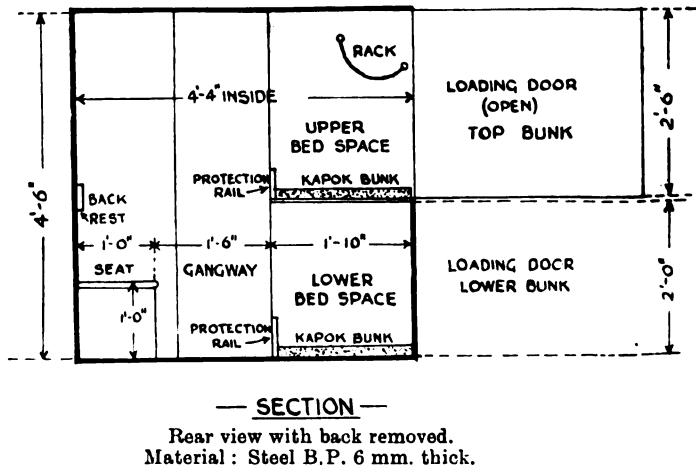 RACK
4'-4" INSIDE
LOADING DOOR
(OPEN)
TOP BUNK
2'-6"
UPPER
BED SPACE
PROTECTION
RAIL
KAPOK BUNK
4'-6"
BACK
REST
1'-0"
1'-6"
1'-10"
SEAT
GANGWAY
LOWER
BED SPACE
LOADING DOOR
LOWER BUNK
2'-0"
1'-0"
PROTECTION
RAIL
KAPOK BUNK
— SECTION —
Rear view with back removed.
Material : Steel B.P. 6 mm. thick.